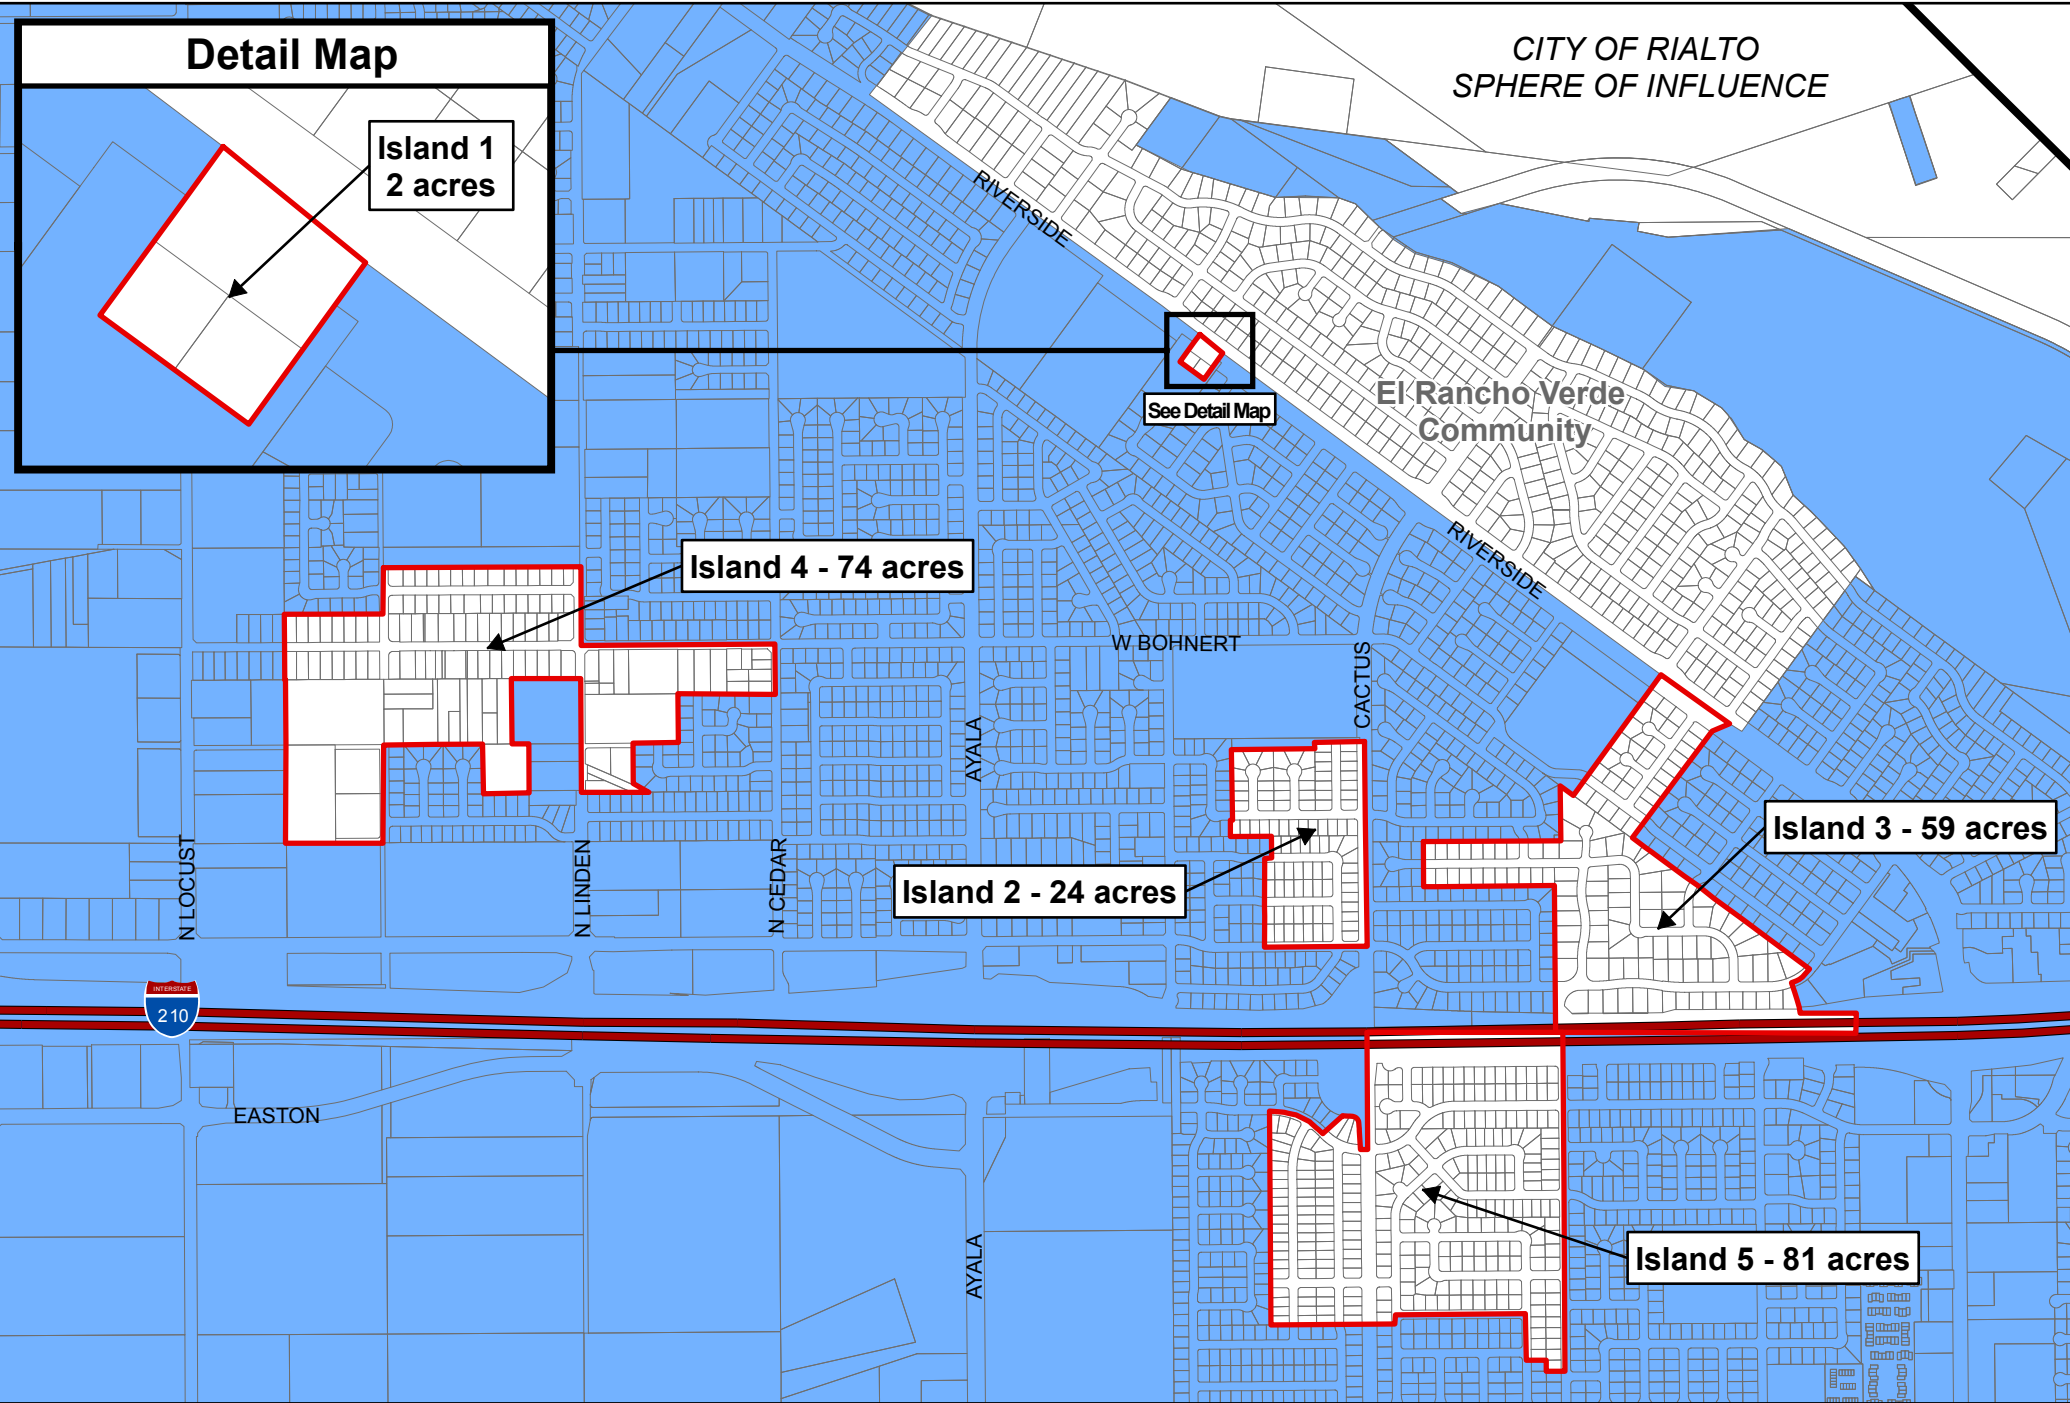 Detail Map
Island 1
2 acres
CITY OF RIALTO
SPHERE OF INFLUENCE
RIVERSIDE
See Detail Map
El Rancho Verde
Community
RIVERSIDE
Island 4 - 74 acres
W BOHNERT
CACTUS
AYALA
Island 3 - 59 acres
Island 2 - 24 acres
N LOCUST
N LINDEN
N CEDAR
INTERSTATE
210
EASTON
AYALA
Island 5 - 81 acres